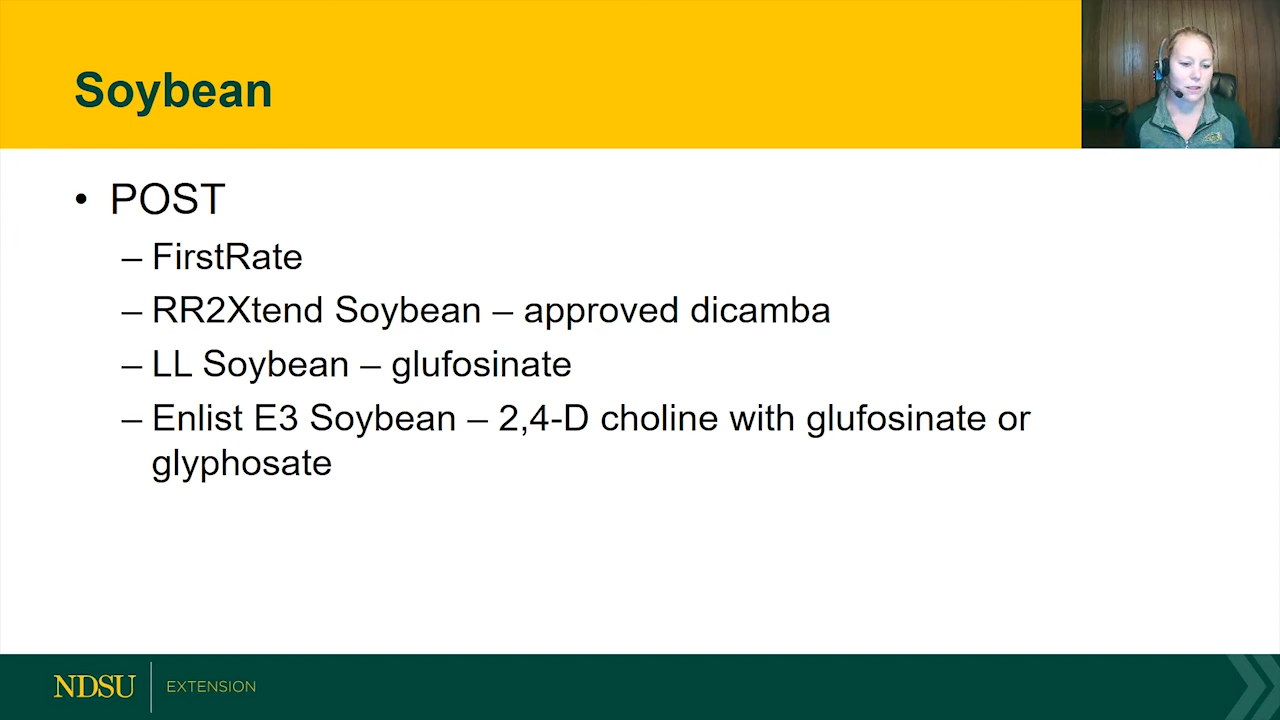 Soybean
• POST
– FirstRate
– RR2Xtend Soybean – approved dicamba
– LL Soybean – glufosinate
– Enlist E3 Soybean – 2,4-D choline with glufosinate or
glyphosate
NDSU EXTENSION